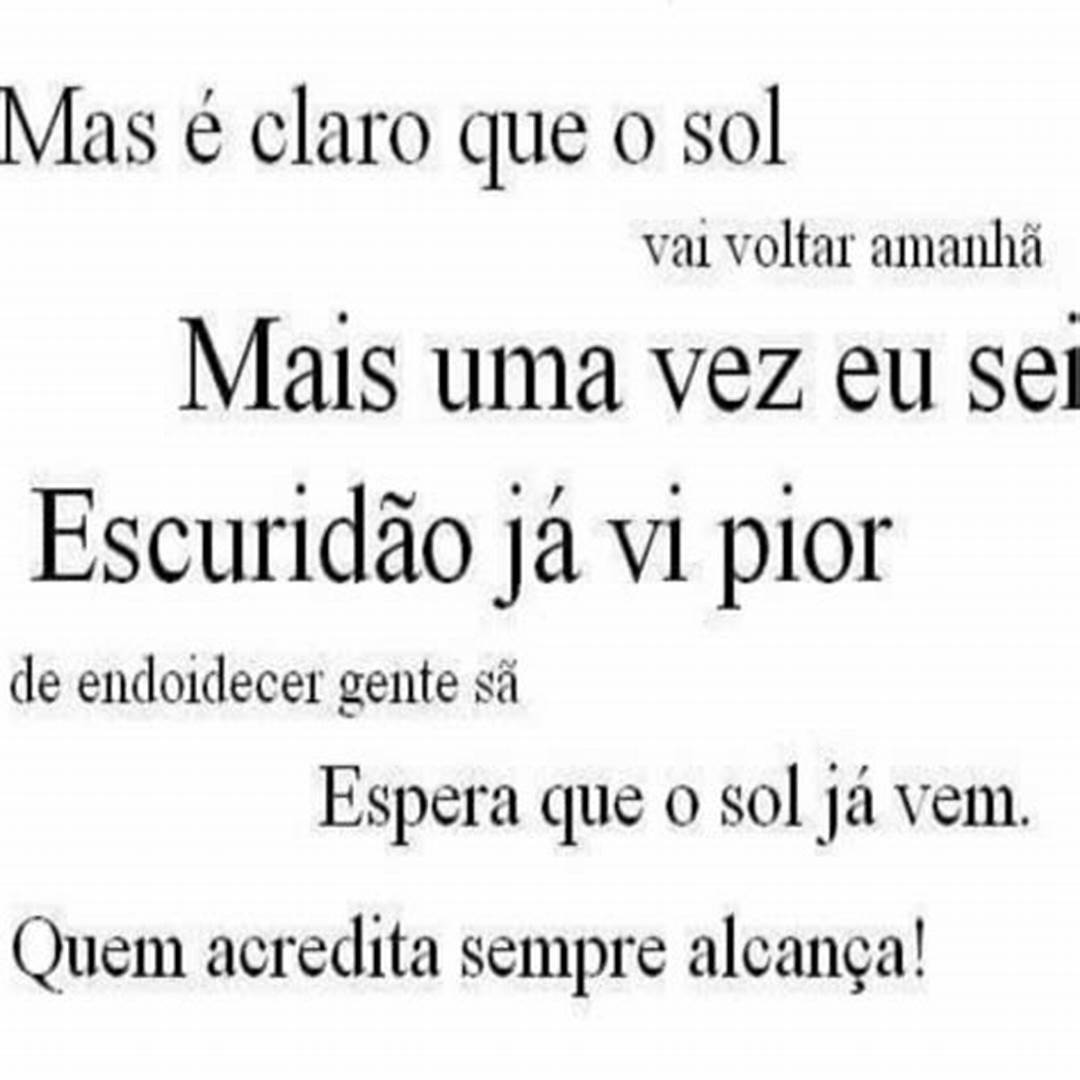 Mas é claro que o sol
vai voltar amanhã
Mais uma vez eu sei
Escuridão já vi pior
de endoidecer gente sã
Espera que o sol já vem.
Quem acredita sempre alcança!